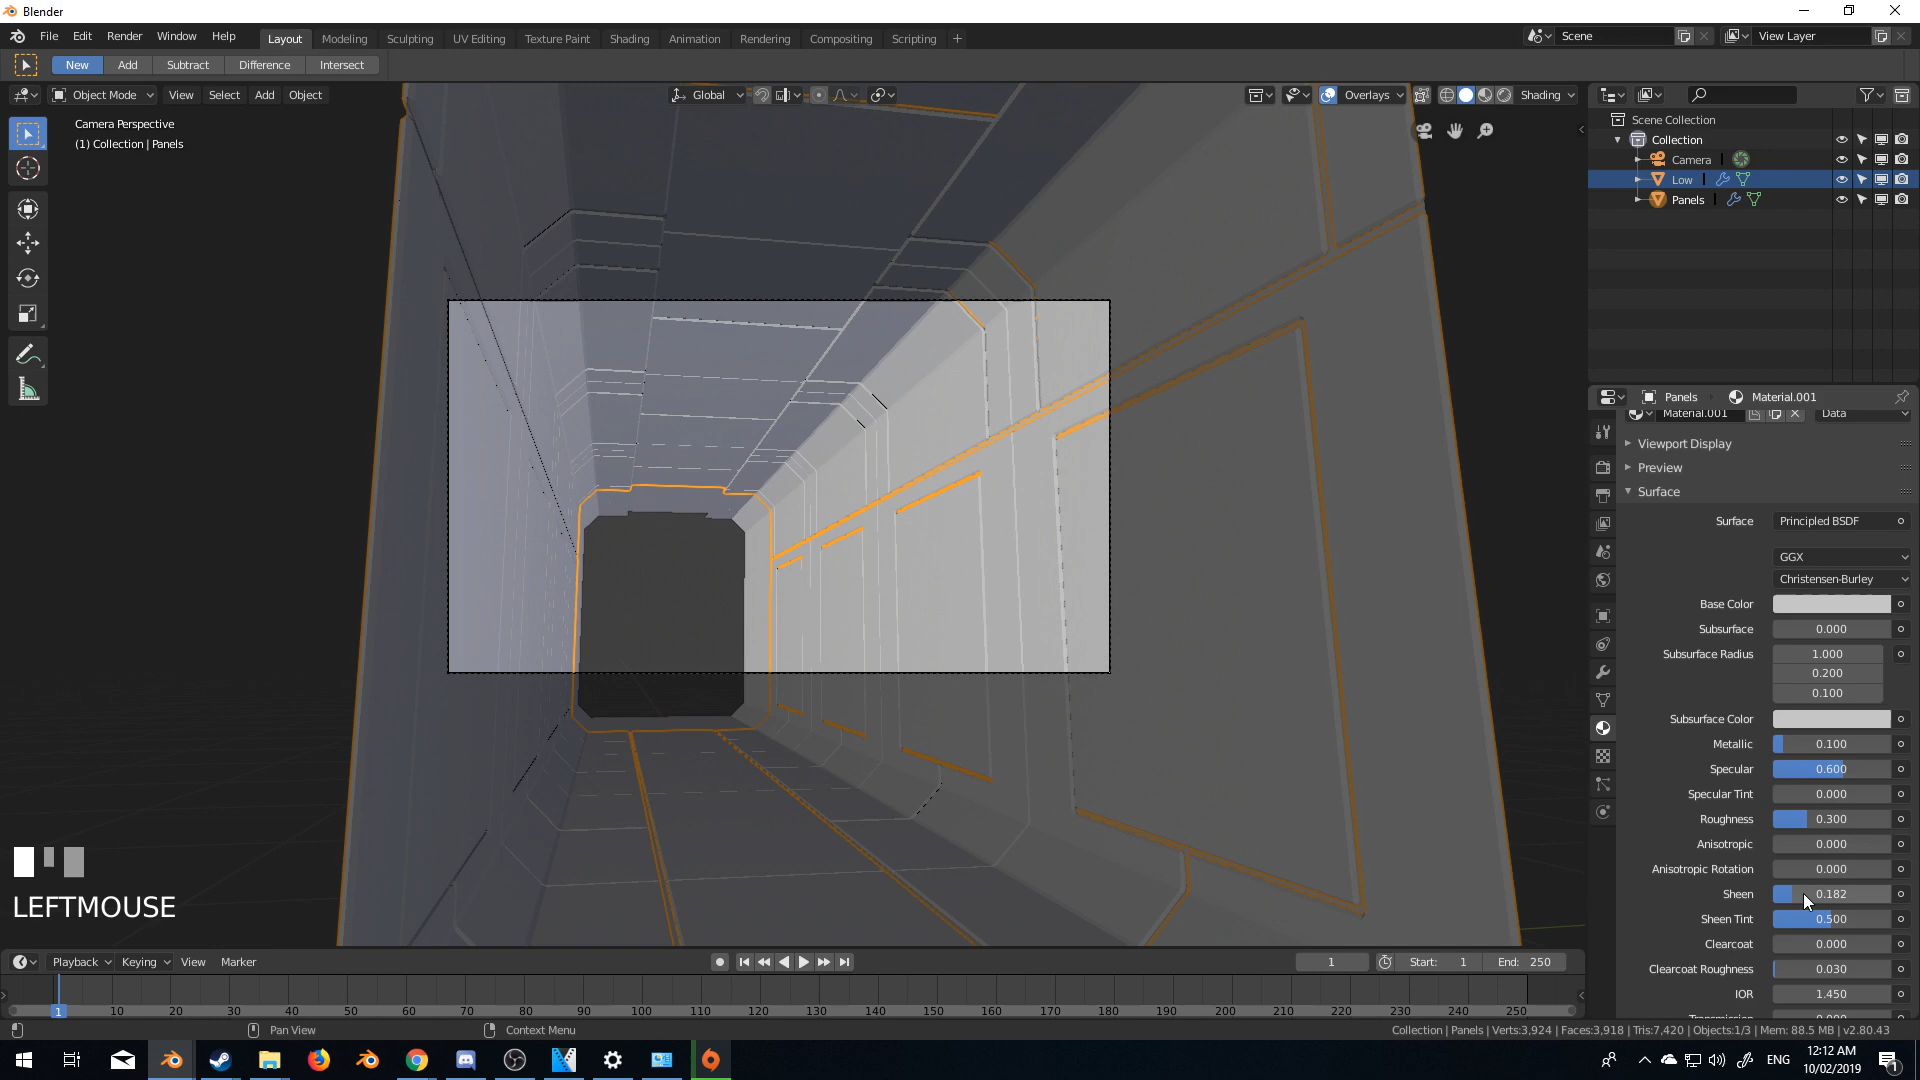 Blender
File Edit Render Window Help Layout Modeling Sculpting UV Editing Texture Paint Shading Animation Rendering Compositing Scripting + Scene View Layer
New Add Subtract Difference Intersect
Object Mode View Select Add Object Global Overlays Shading
Camera Perspective
(1) Collection | Panels
Scene Collection
Collection
Camera
Low
Panels
Panels Material.001
Material.001 Data
Viewport Display
Preview
Surface
Surface Principled BSDF
GGX
Christensen-Burley
Base Color
Subsurface 0.000
Subsurface Radius 1.000
0.200
0.100
Subsurface Color
Metallic 0.100
Specular 0.600
Specular Tint 0.000
Roughness 0.300
Anisotropic 0.000
Anisotropic Rotation 0.000
Sheen 0.182
Sheen Tint 0.500
Clearcoat 0.000
Clearcoat Roughness 0.030
IOR 1.450
LEFTMOUSE
Playback Keying View Marker 1 Start: 1 End: 250
1 10 20 30 40 50 60 70 80 90 100 110 120 130 140 150 160 170 180 190 200 210 220 230 240 250
Pan View Context Menu Collection | Panels | Verts:3,924 | Faces:3,918 | Tris:7,420 | Objects:1/3 | Mem: 88.5 MB | v2.80.43
ENG 12:12 AM
10/02/2019
1